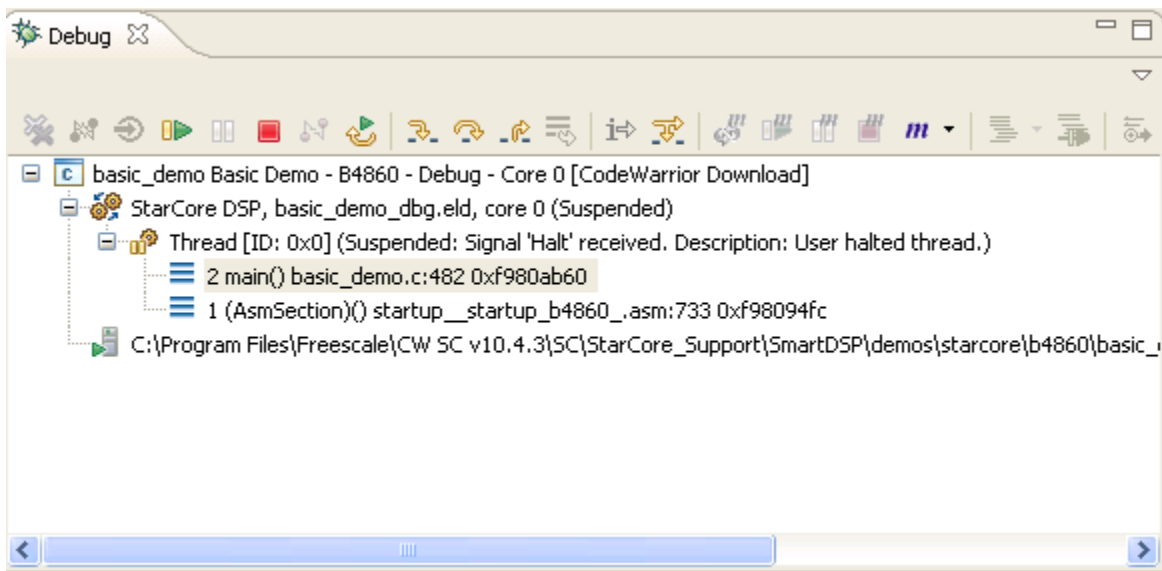 Debug
i
m
c basic_demo Basic Demo - B4860 - Debug - Core 0 [CodeWarrior Download]
StarCore DSP, basic_demo_dbg.eld, core 0 (Suspended)
Thread [ID: 0x0] (Suspended: Signal 'Halt' received. Description: User halted thread.)
2 main() basic_demo.c:482 0xf980ab60
1 (AsmSection)() startup__startup_b4860_.asm:733 0xf98094fc
C:\Program Files\Freescale\CW SC v10.4.3\SC\StarCore_Support\SmartDSP\demos\starcore\b4860\basic_